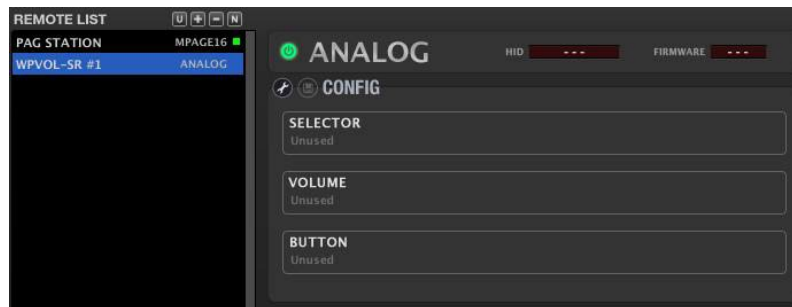 REMOTE LIST U + - N
PAG STATION MPAGE16
WPVOL-SR #1 ANALOG
ANALOG HID --- FIRMWARE ---
CONFIG
SELECTOR
Unused
VOLUME
Unused
BUTTON
Unused